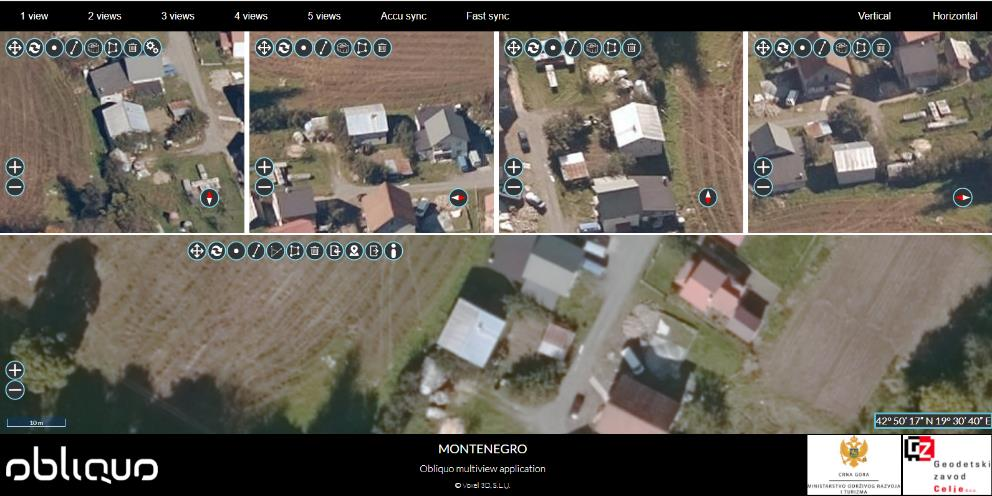 1 view 2 views 3 views 4 views 5 views Accu sync Fast sync Vertical Horizontal
10 m
42° 50' 17" N 19° 30' 40" E
obliquo
MONTENEGRO
Obliquo multiview application
© Voxel 3D, S.L.U.
CRNA GORA
MINISTARSTVO ODRŽIVOG RAZVOJA
I TURIZMA
GZ
Geodetski
zavod
Celje d.o.o.